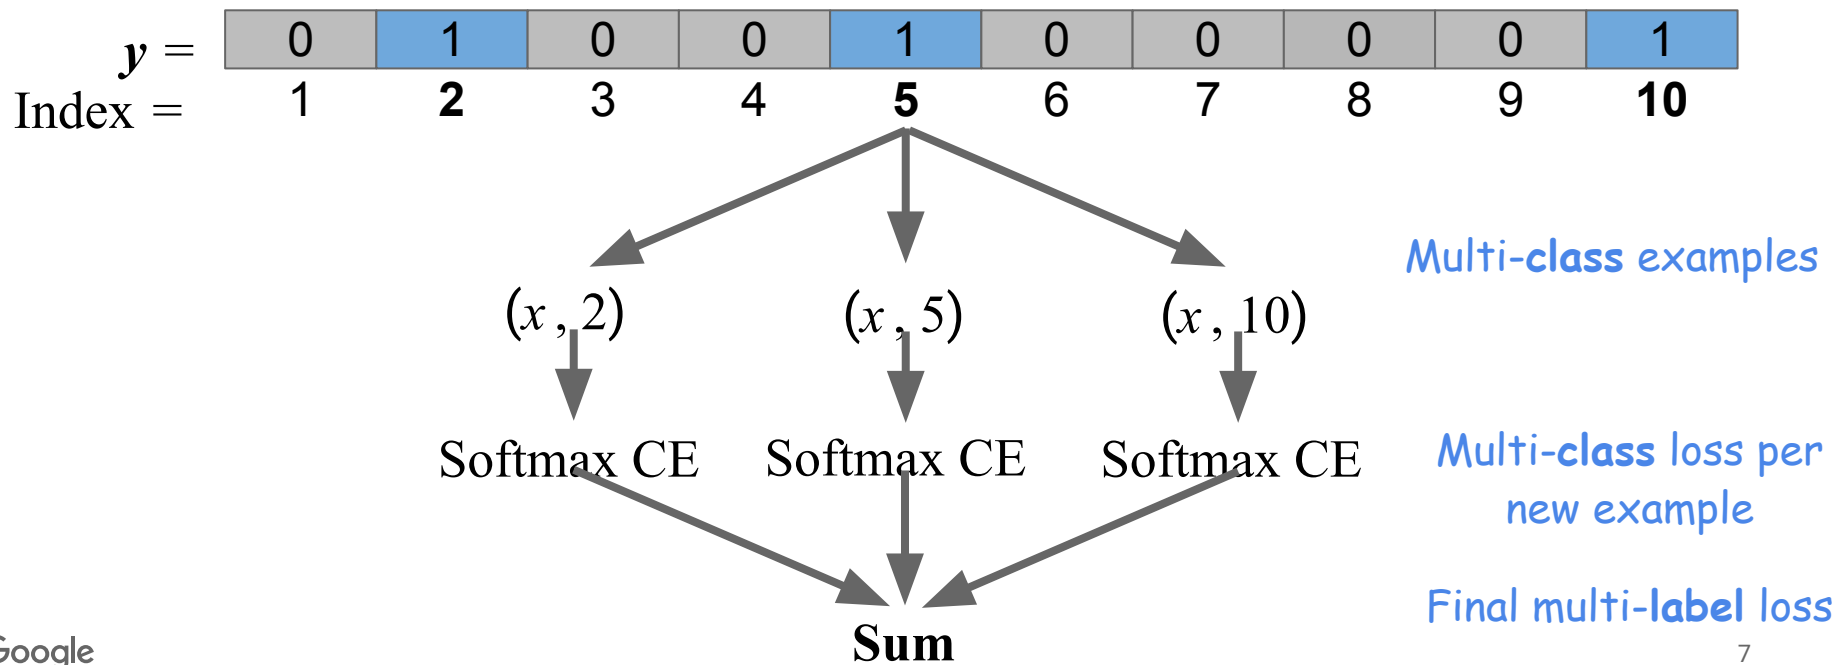 y = 0 1 0 0 1 0 0 0 0 1
Index = 1 2 3 4 5 6 7 8 9 10
Multi-class examples
(x , 2) (x , 5) (x , 10)
Softmax CE Softmax CE Softmax CE
Multi-class loss per
new example
Final multi-label loss
Sum
Google
7